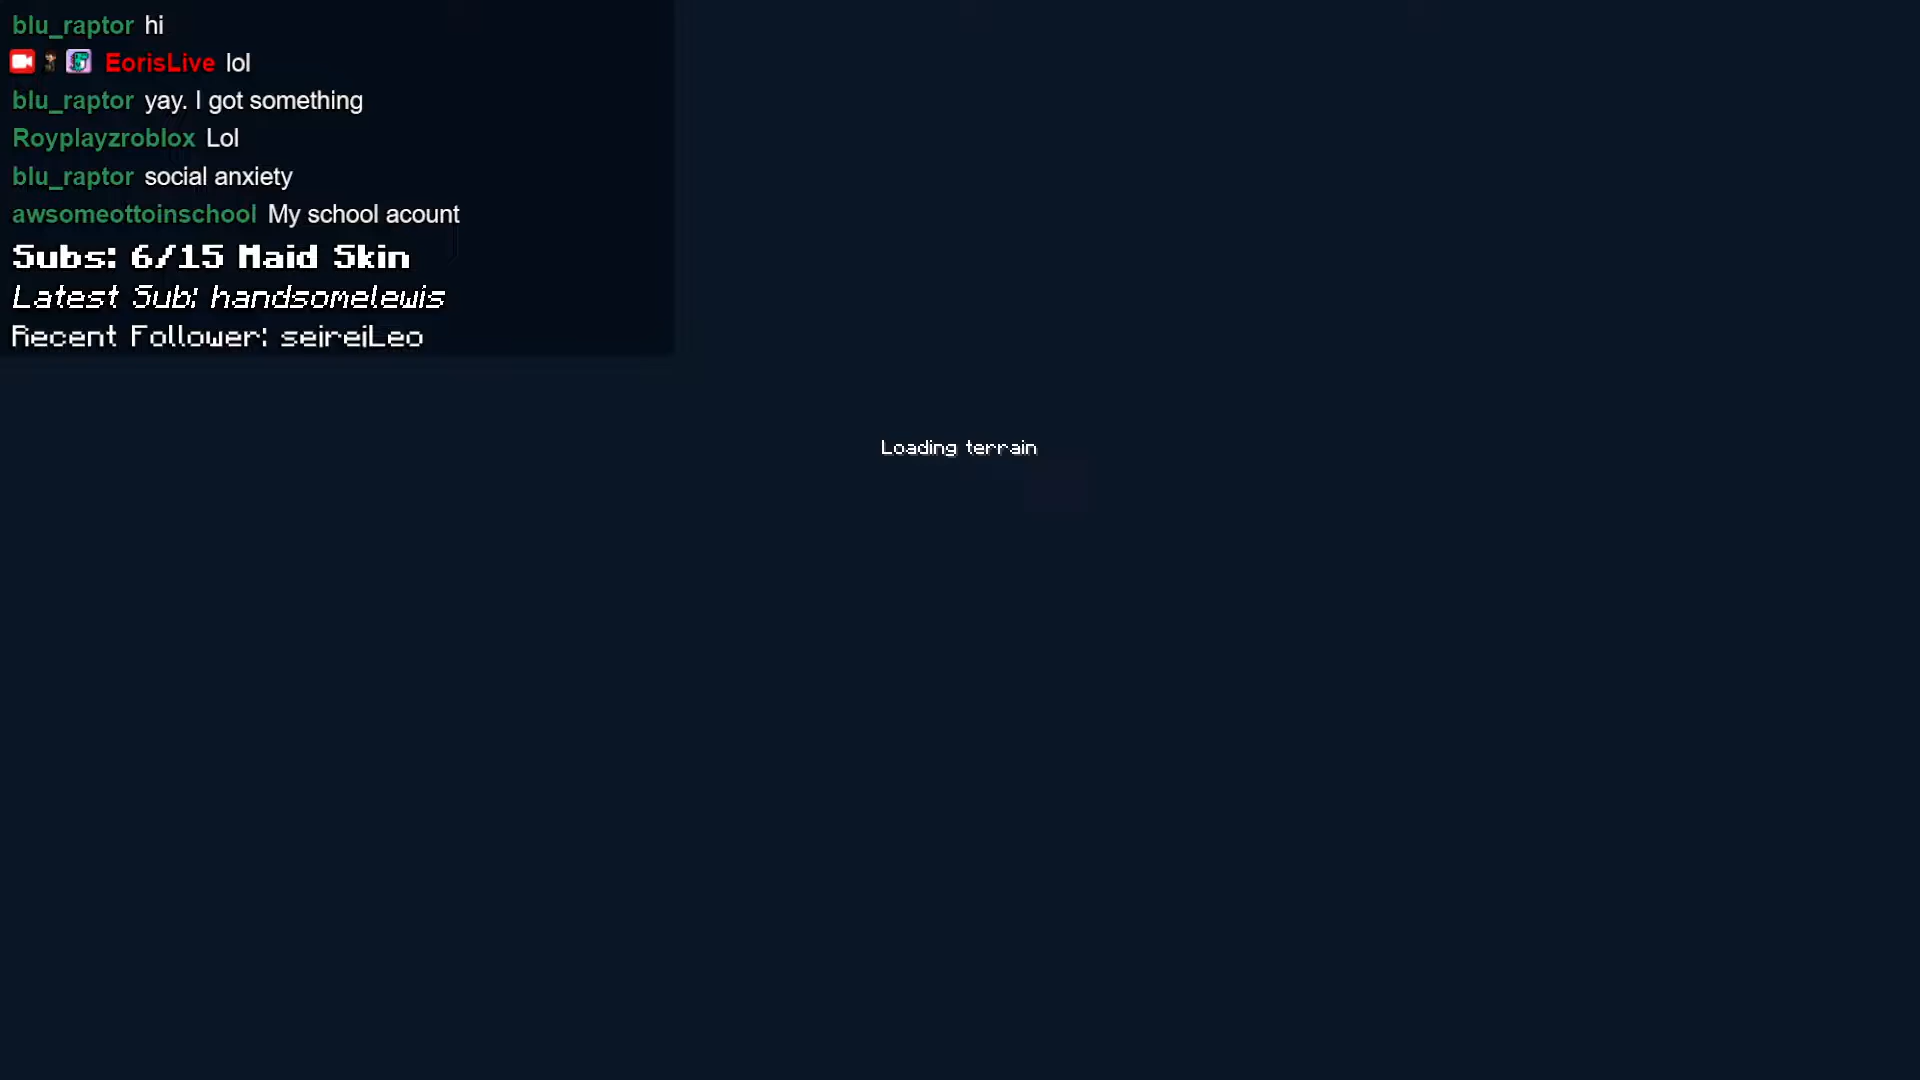 blu_raptor hi
EorisLive lol
blu_raptor yay. I got something
Royplayzroblox Lol
blu_raptor social anxiety
awsomeottoinschool My school acount
Subs: 6/15 Maid Skin
Latest Sub: handsomelewis
Recent Follower: seireiLeo
Loading terrain